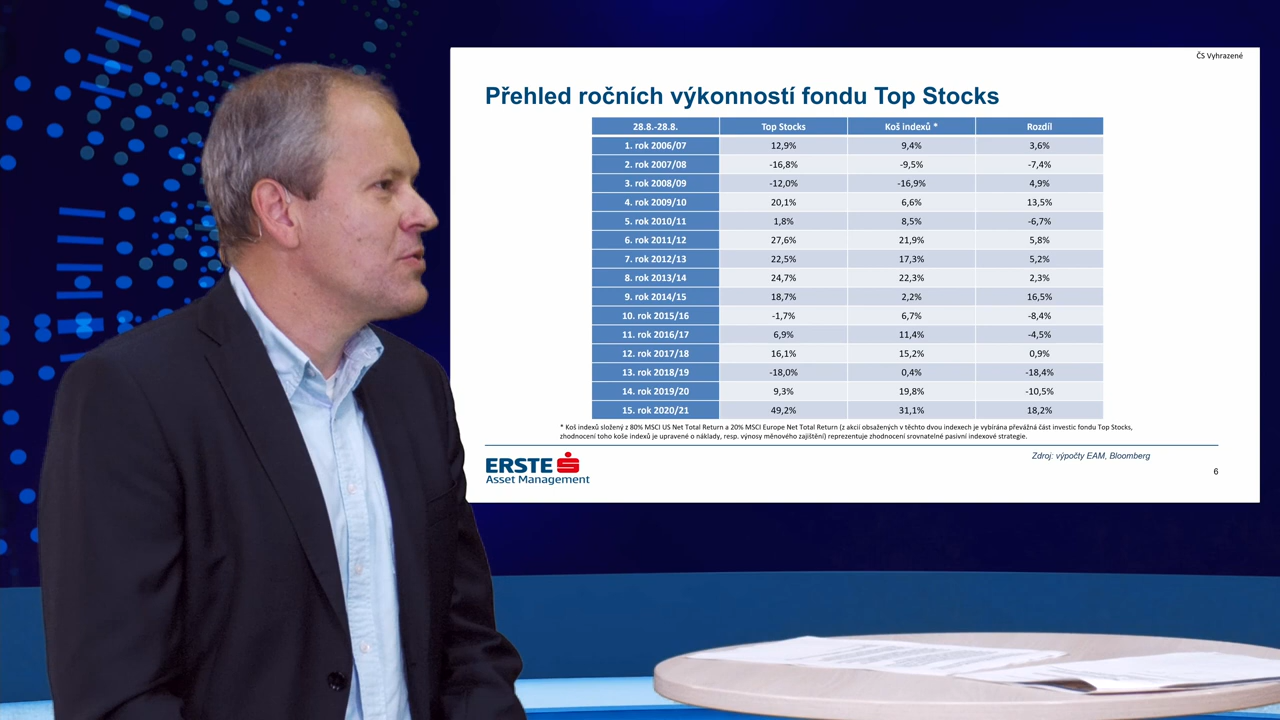 ČS Vyhrazené
Přehled ročních výkonností fondu Top Stocks
28.8.-28.8. Top Stocks Koš indexů * Rozdíl
1. rok 2006/07 12,9% 9,4% 3,6%
2. rok 2007/08 -16,8% -9,5% -7,4%
3. rok 2008/09 -12,0% -16,9% 4,9%
4. rok 2009/10 20,1% 6,6% 13,5%
5. rok 2010/11 1,8% 8,5% -6,7%
6. rok 2011/12 27,6% 21,9% 5,8%
7. rok 2012/13 22,5% 17,3% 5,2%
8. rok 2013/14 24,7% 22,3% 2,3%
9. rok 2014/15 18,7% 2,2% 16,5%
10. rok 2015/16 -1,7% 6,7% -8,4%
11. rok 2016/17 6,9% 11,4% -4,5%
12. rok 2017/18 16,1% 15,2% 0,9%
13. rok 2018/19 -18,0% 0,4% -18,4%
14. rok 2019/20 9,3% 19,8% -10,5%
15. rok 2020/21 49,2% 31,1% 18,2%
* Koš indexů složený z 80% MSCI US Net Total Return a 20% MSCI Europe Net Total Return (z akcií obsažených v těchto dvou indexech je vybírána převážná část investic fondu Top Stocks,
zhodnocení toho koše indexů je upravené o náklady, resp. výnosy měnového zajištění) reprezentuje zhodnocení srovnatelné pasivní indexové strategie.
Zdroj: výpočty EAM, Bloomberg
ERSTE
Asset Management
6